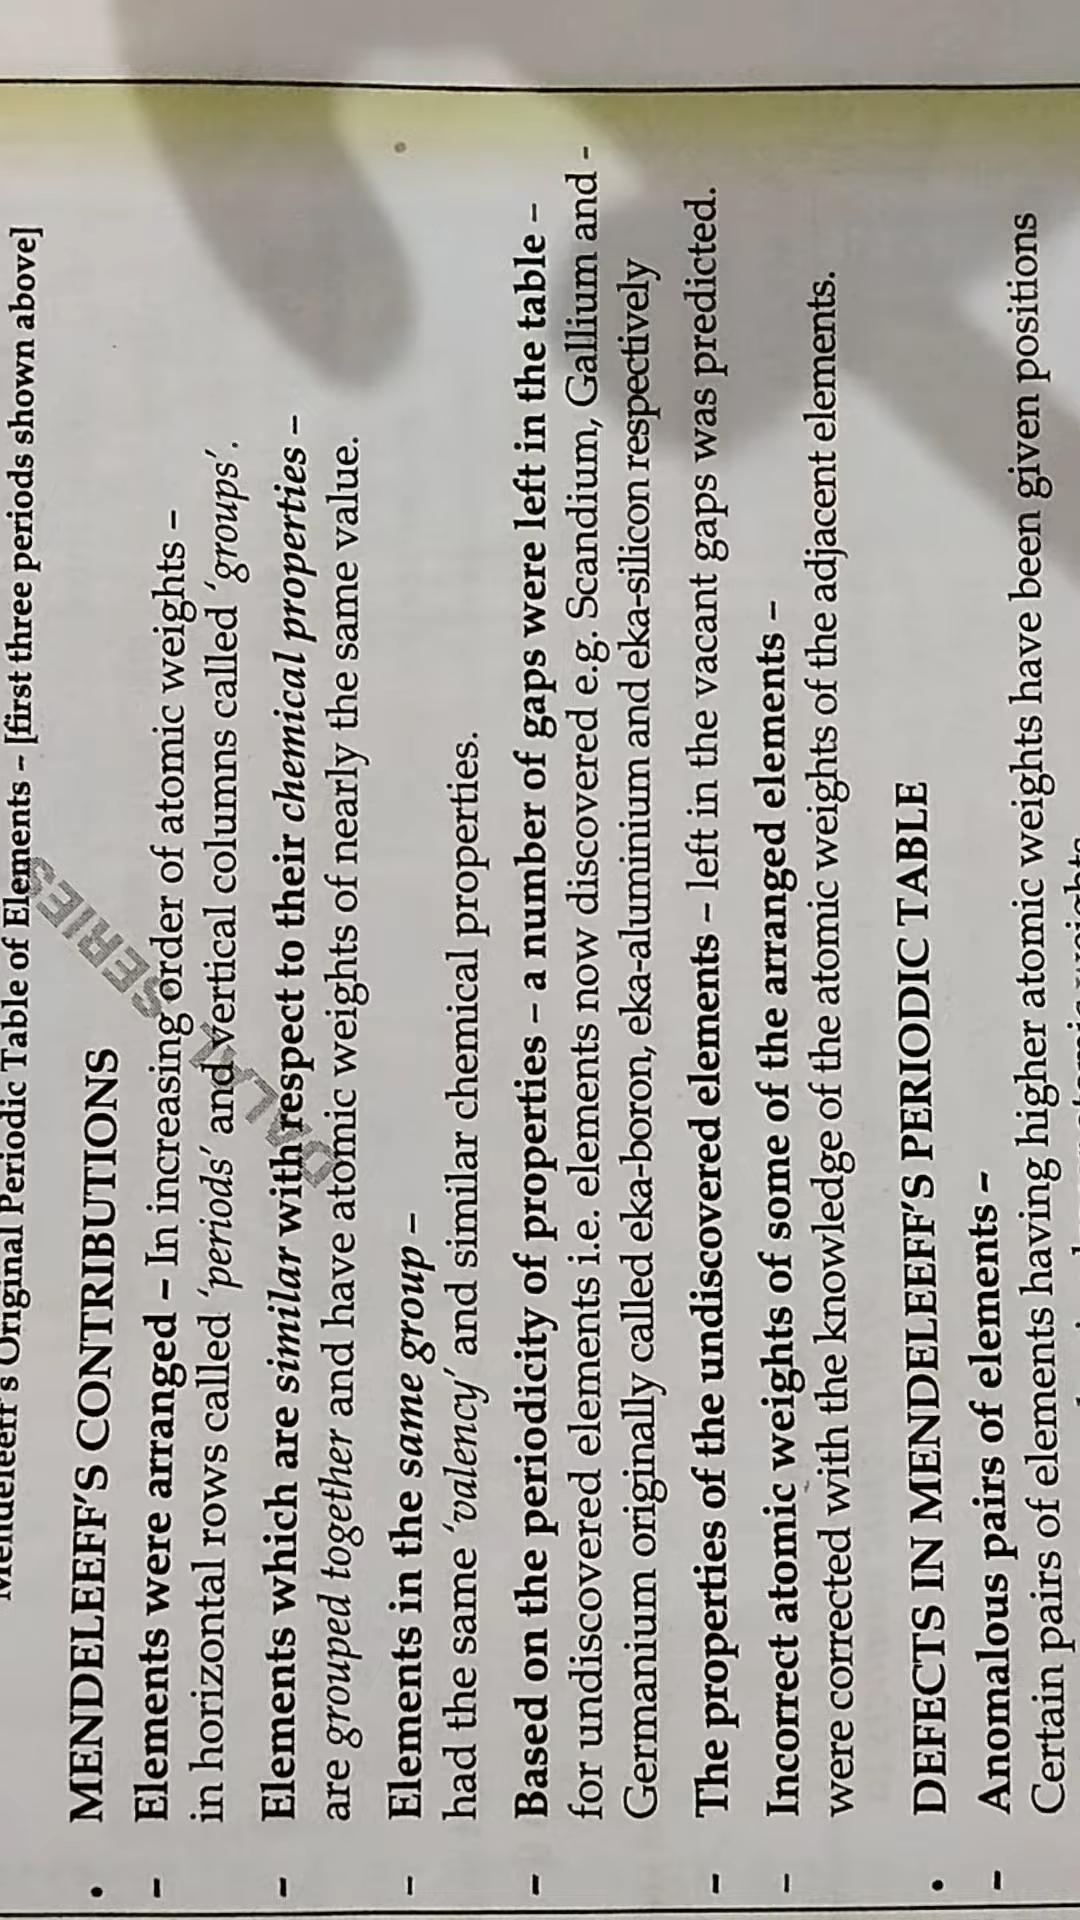 Mendeleeff's Original Periodic Table of Elements – [first three periods shown above]
• MENDELEEFF'S CONTRIBUTIONS
– Elements were arranged – In increasing order of atomic weights –
in horizontal rows called 'periods' and vertical columns called 'groups'.
– Elements which are similar with respect to their chemical properties –
are grouped together and have atomic weights of nearly the same value.
– Elements in the same group –
had the same 'valency' and similar chemical properties.
– Based on the periodicity of properties – a number of gaps were left in the table –
for undiscovered elements i.e. elements now discovered e.g. Scandium, Gallium and -
Germanium originally called eka-boron, eka-aluminium and eka-silicon respectively
– The properties of the undiscovered elements – left in the vacant gaps was predicted.
– Incorrect atomic weights of some of the arranged elements –
were corrected with the knowledge of the atomic weights of the adjacent elements.
• DEFECTS IN MENDELEEFF'S PERIODIC TABLE
– Anomalous pairs of elements –
Certain pairs of elements having higher atomic weights have been given positions
DALAL SERIES